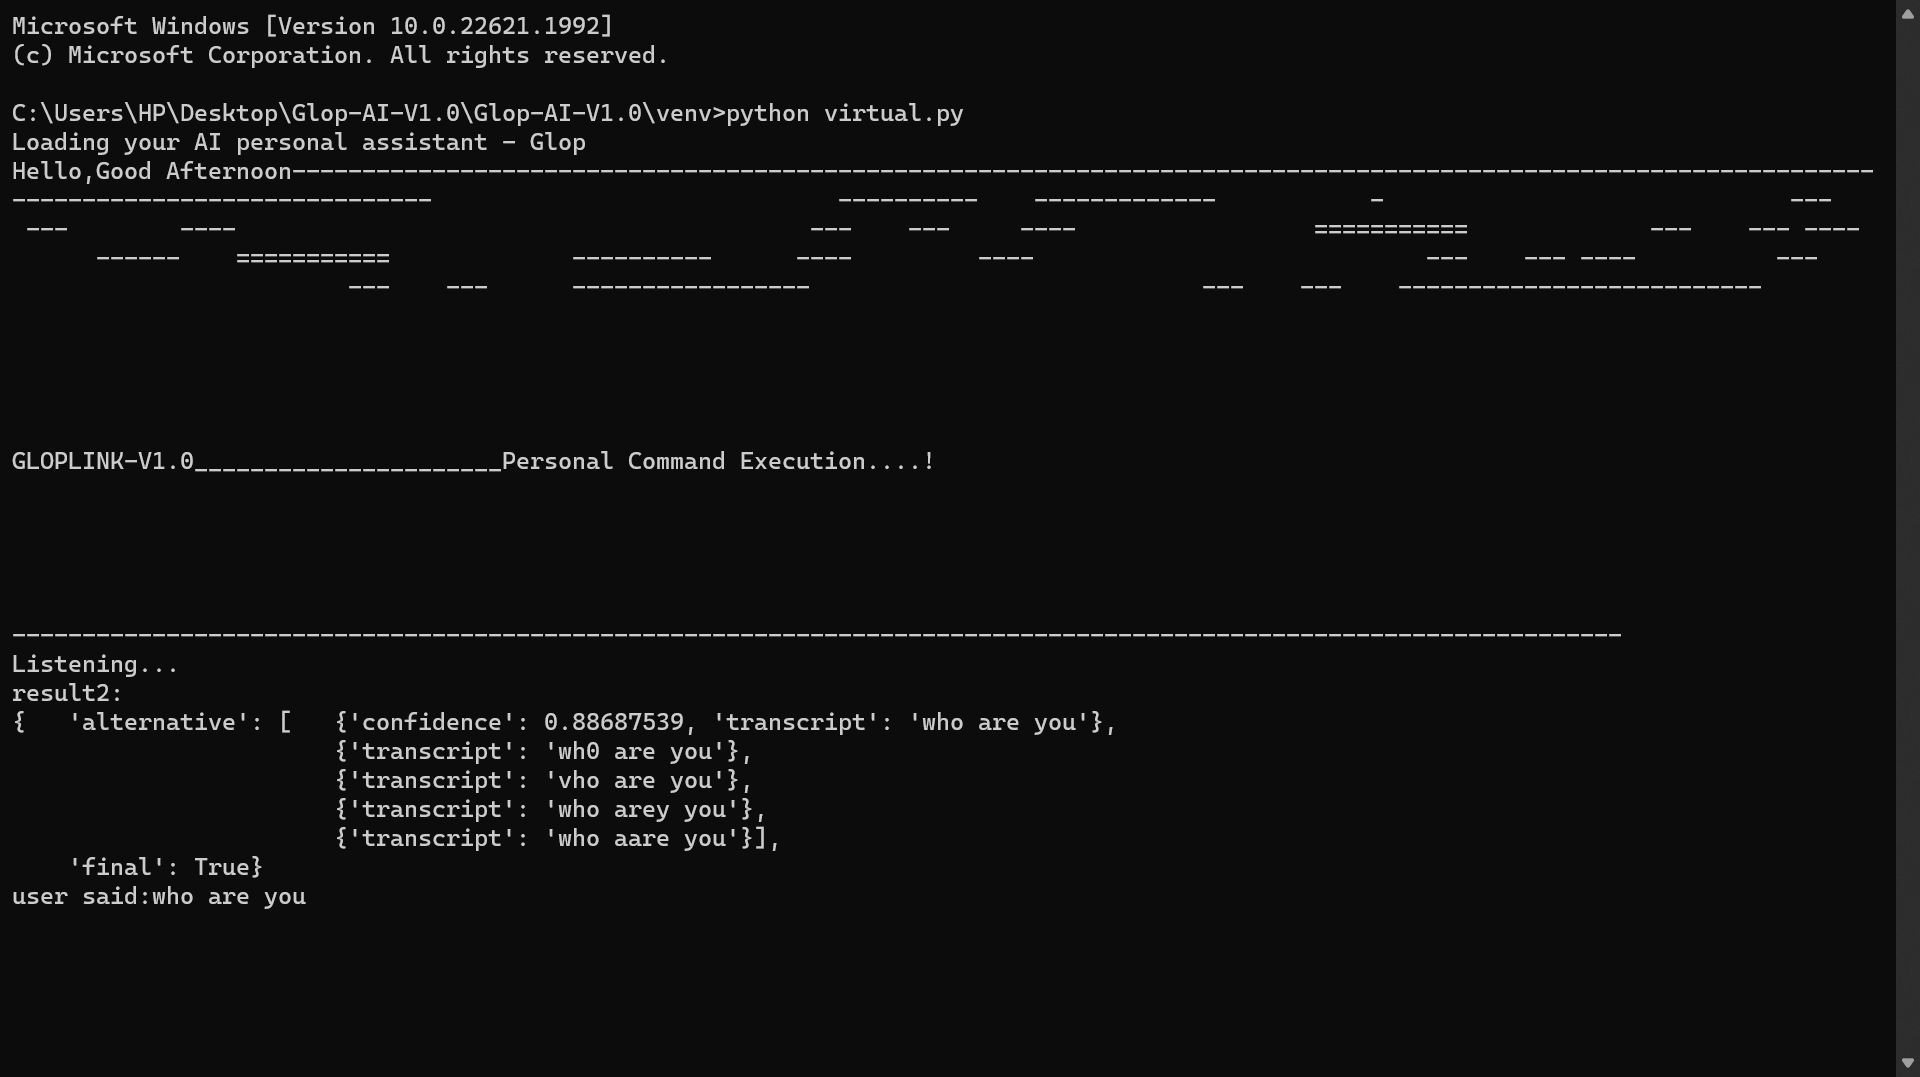 Microsoft Windows [Version 10.0.22621.1992]
(c) Microsoft Corporation. All rights reserved.
C:\Users\HP\Desktop\Glop-AI-V1.0\Glop-AI-V1.0\venv>python virtual.py
Loading your AI personal assistant - Glop
Hello,Good Afternoon-----------------------------------------------------------------------------------------------------------------
------------------------------                             ----------    -------------           -                             ---
 ---        ----                                         ---    ---     ----                 ===========             ---    --- ----
      ------    ===========             ----------      ----         ----                            ---    --- ----          ---
                        ---    ---      -----------------                            ---    ---    --------------------------
GLOPLINK-V1.0______________________Personal Command Execution....!
-------------------------------------------------------------------------------------------------------------------
Listening...
result2:
{   'alternative': [   {'confidence': 0.88687539, 'transcript': 'who are you'},
                       {'transcript': 'wh0 are you'},
                       {'transcript': 'vho are you'},
                       {'transcript': 'who arey you'},
                       {'transcript': 'who aare you'}],
    'final': True}
user said:who are you